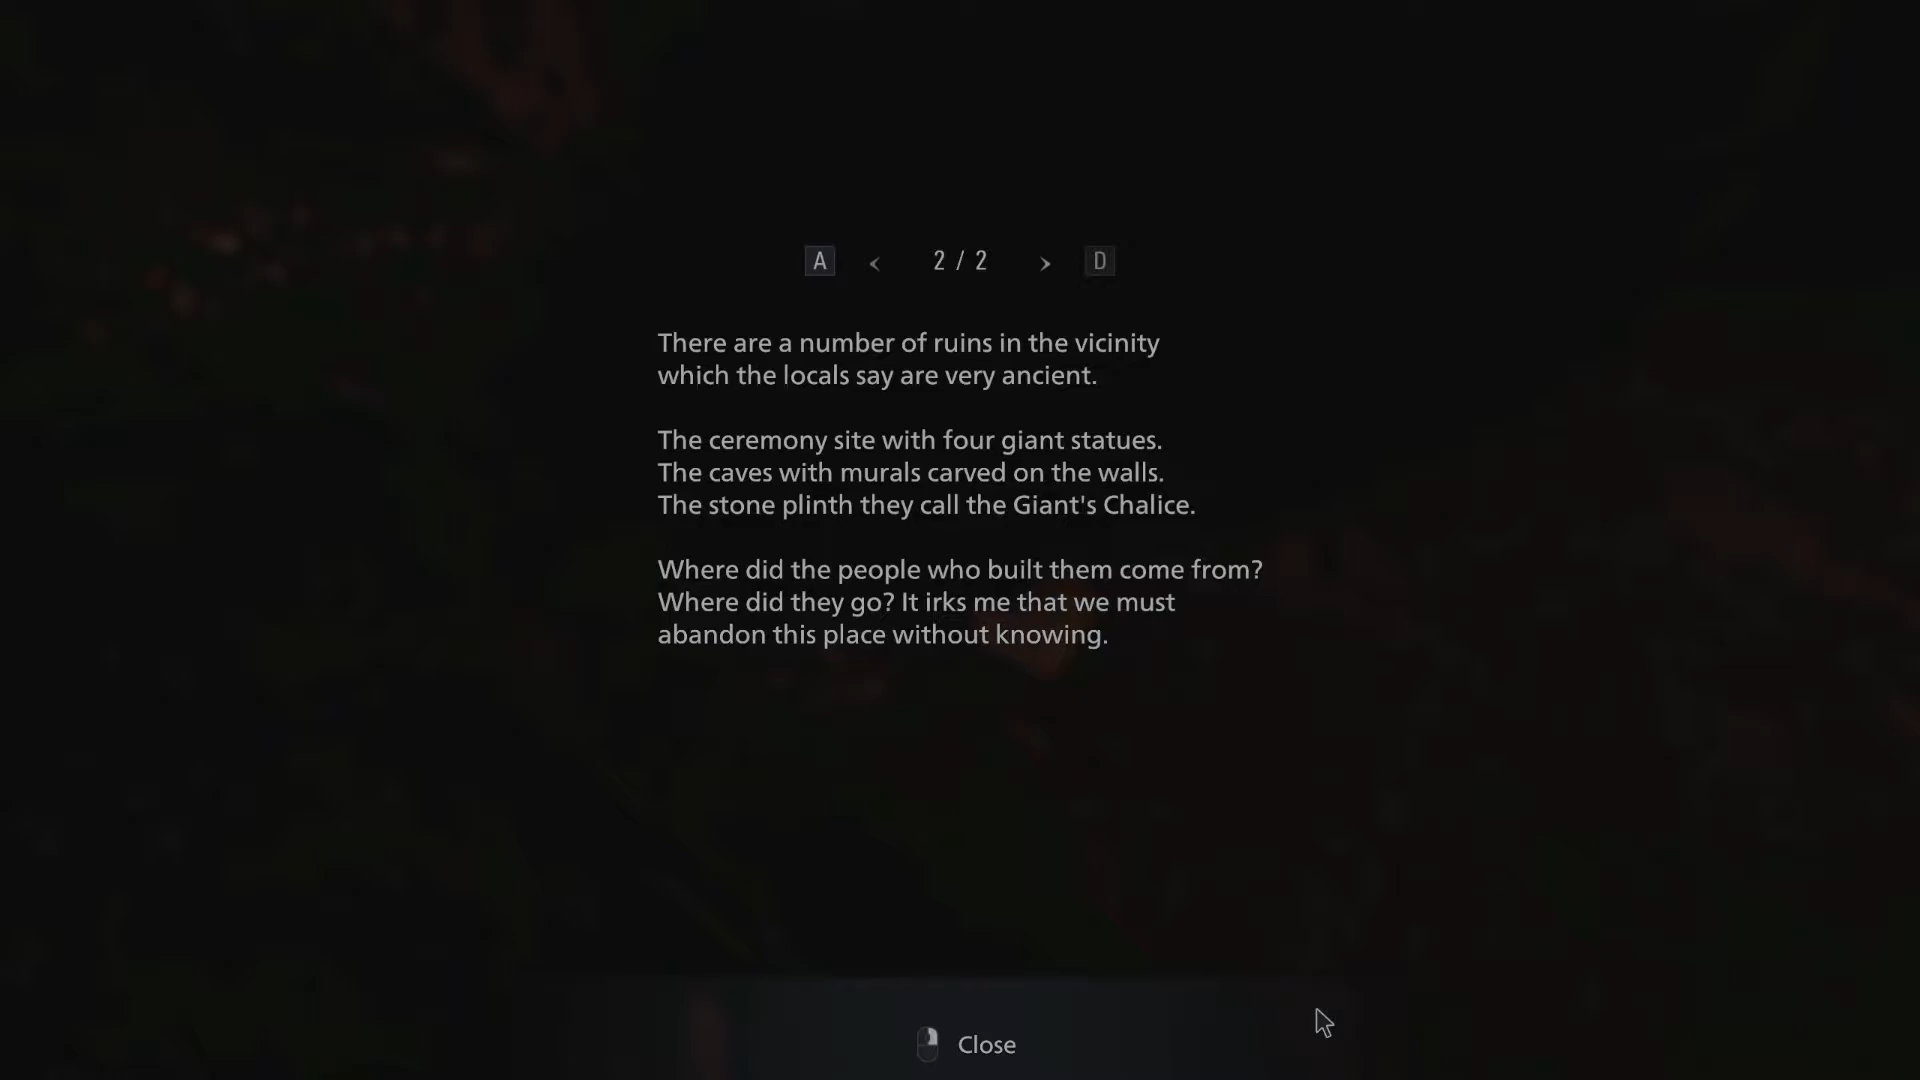 A < 2 / 2 > D
There are a number of ruins in the vicinity
which the locals say are very ancient.
The ceremony site with four giant statues.
The caves with murals carved on the walls.
The stone plinth they call the Giant's Chalice.
Where did the people who built them come from?
Where did they go? It irks me that we must
abandon this place without knowing.
Close